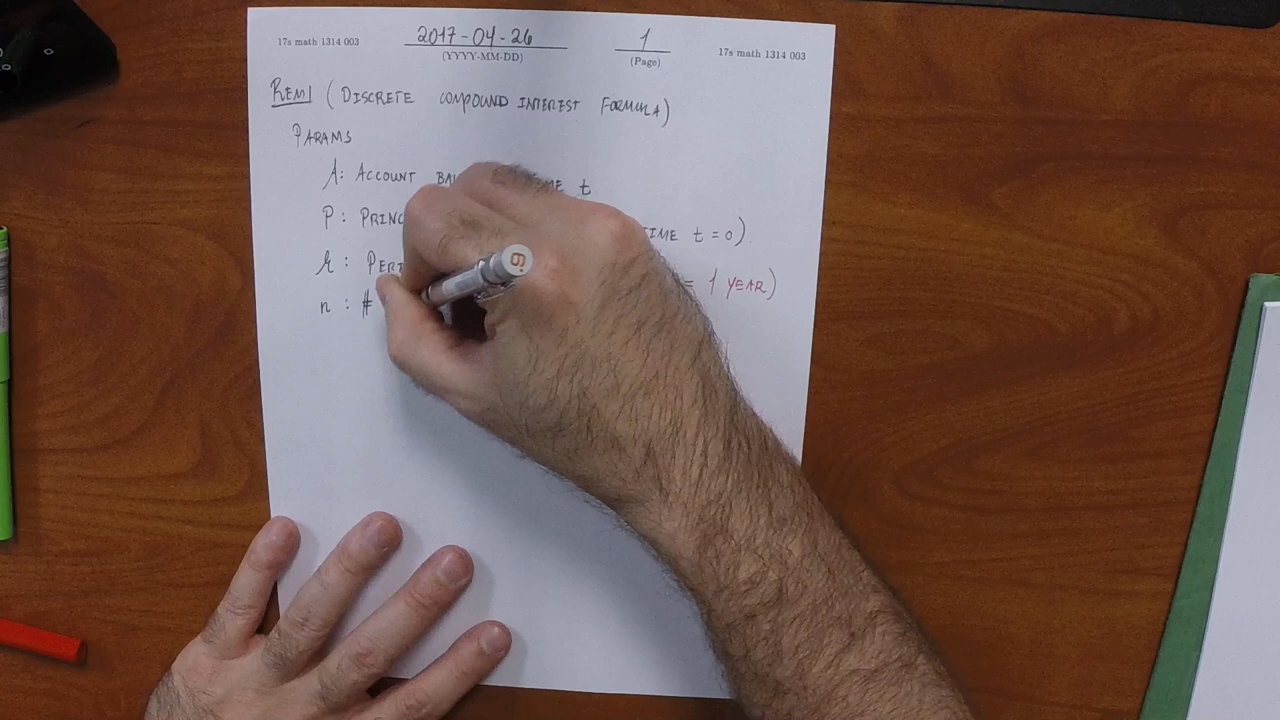 17s math 1314 003 2017-04-26 1 17s math 1314 003
(YYYY-MM-DD) (Page)
REM (DISCRETE COMPOUND INTEREST FORMULA)
PARAMS
A: ACCOUNT t
P: t = 0)
r:  = 1 YEAR)
n: #